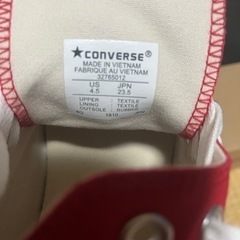 ★CONVERSE®
MADE IN VIETNAM
FABRIQUE AU VIETNAM
32765012
US JPN
4.5 23.5
UPPER : TEXTILE
LINING : TEXTILE
OUTSOLE : RUBBER
1810